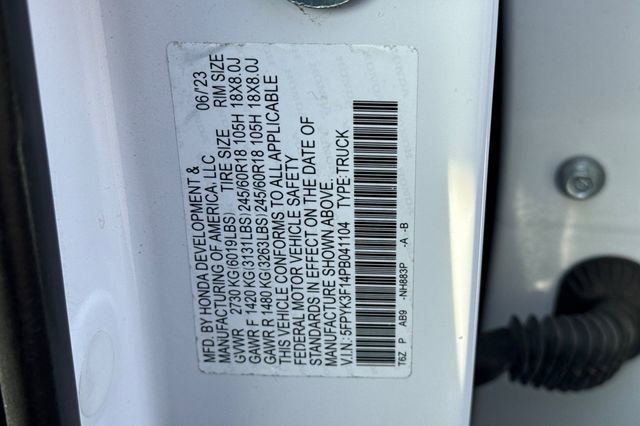 MFD. BY HONDA DEVELOPMENT & 06/'23
MANUFACTURING OF AMERICA, LLC
TIRE SIZE RIM SIZE
GVWR 2730 KG(6019LBS)
GAWR F 1420 KG(3131LBS) 245/60R18 105H 18X8.0J
GAWR R 1480 KG(3263LBS) 245/60R18 105H 18X8.0J
THIS VEHICLE CONFORMS TO ALL APPLICABLE
FEDERAL MOTOR VEHICLE SAFETY
STANDARDS IN EFFECT ON THE DATE OF
MANUFACTURE SHOWN ABOVE.
V.I.N: 5FPYK3F14PB041104 TYPE:TRUCK
T6Z P AB9 -NH883P -A -B